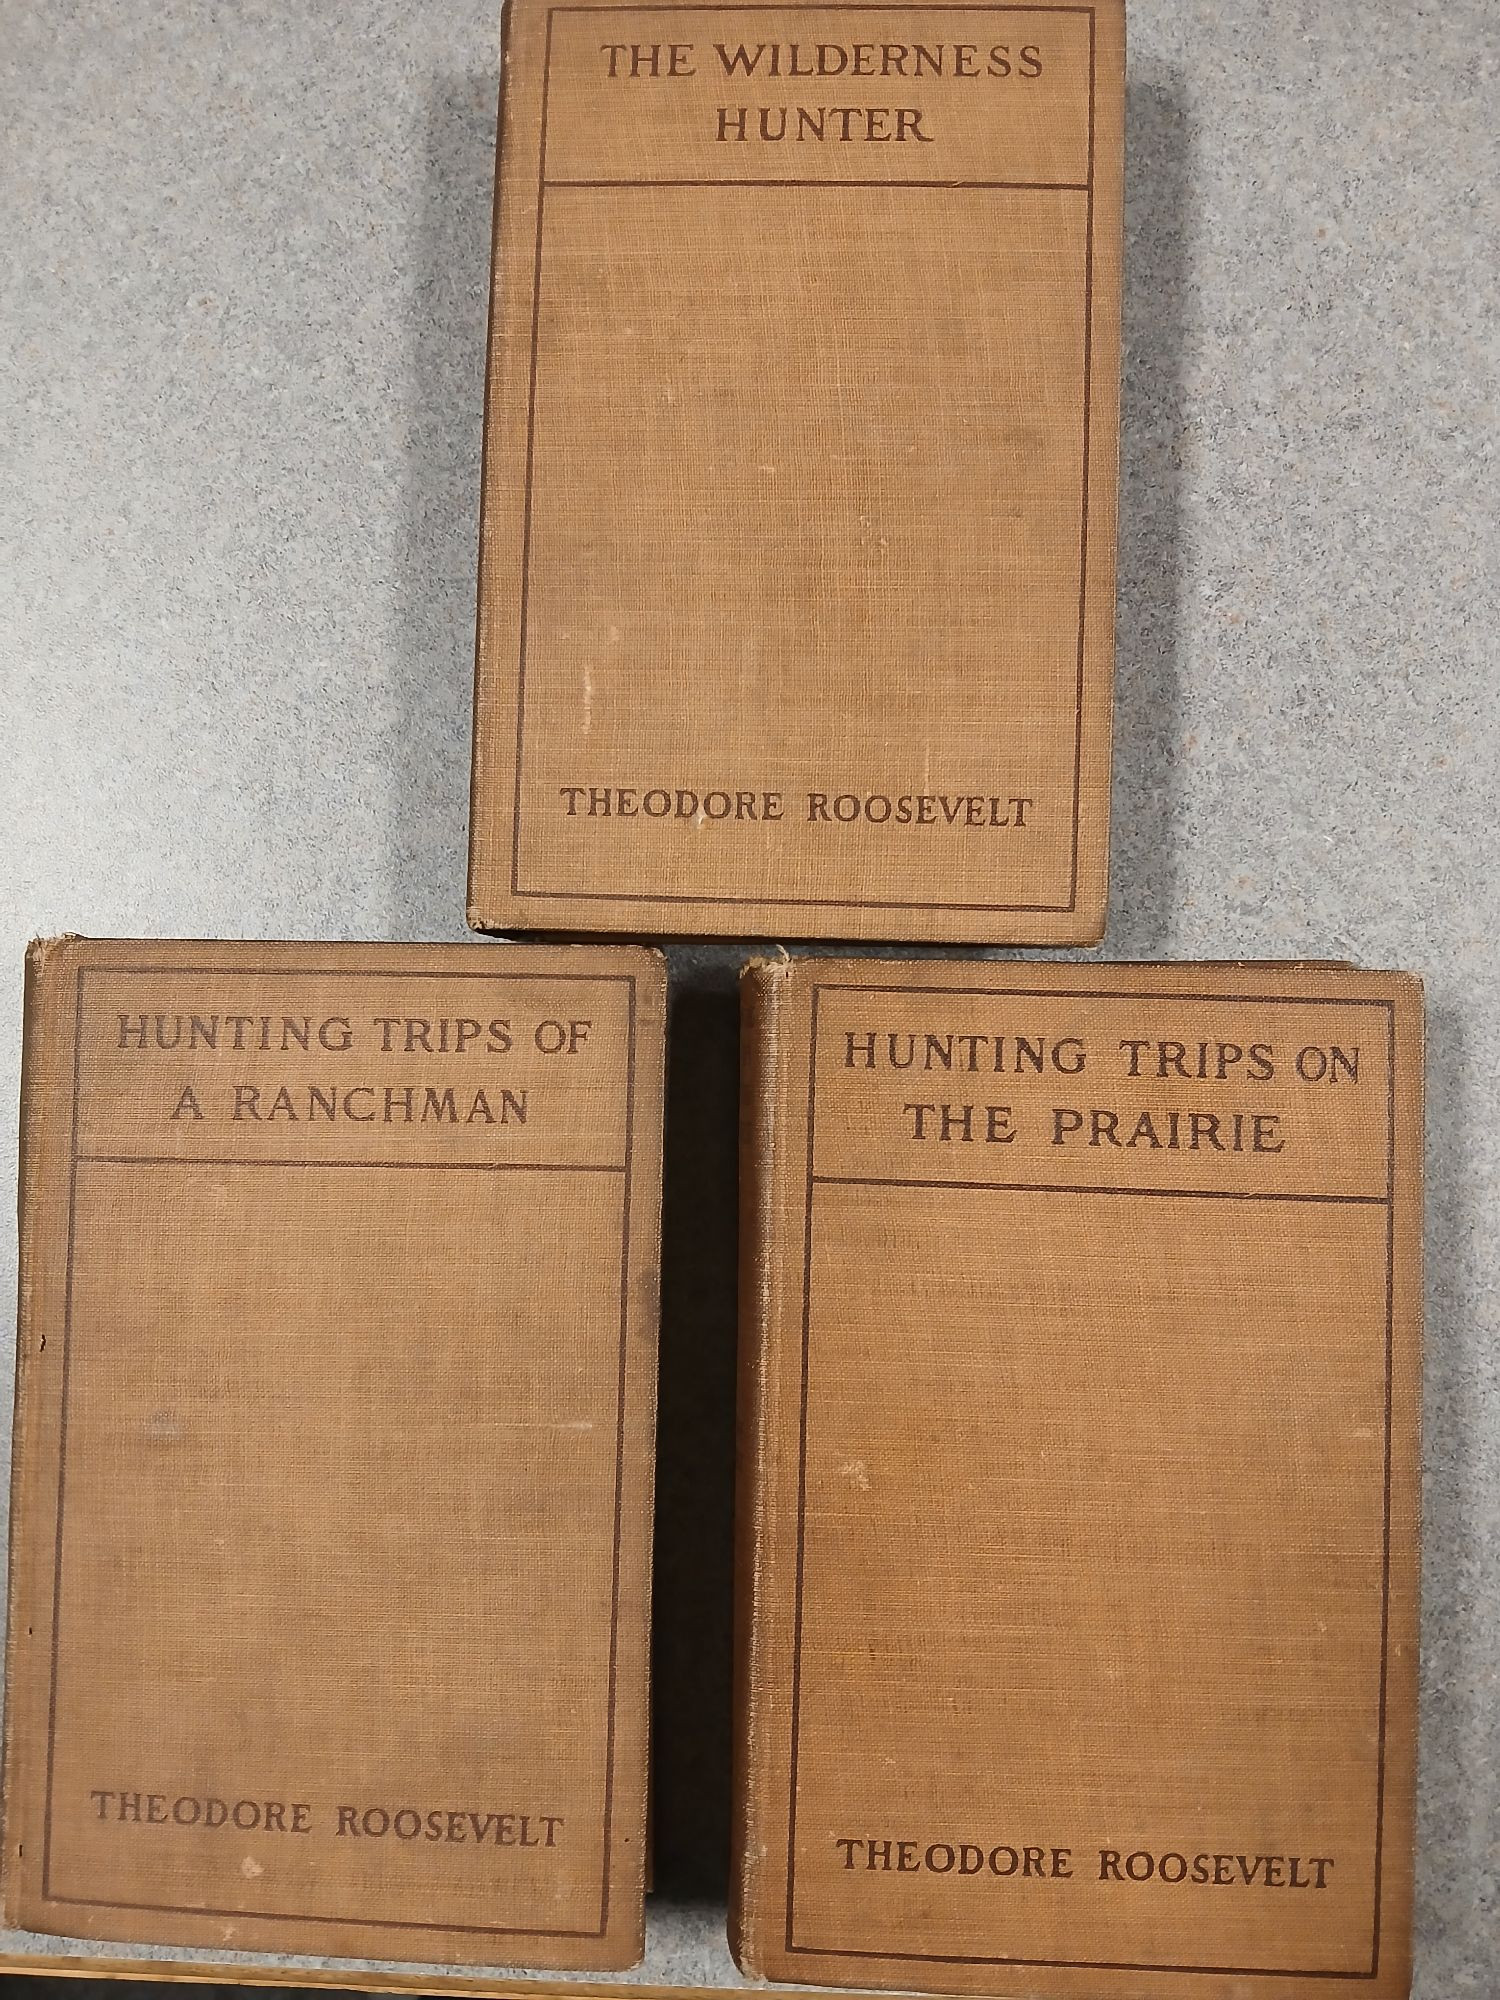 THE WILDERNESS
HUNTER
THEODORE ROOSEVELT
HUNTING TRIPS OF
A RANCHMAN
THEODORE ROOSEVELT
HUNTING TRIPS ON
THE PRAIRIE
THEODORE ROOSEVELT